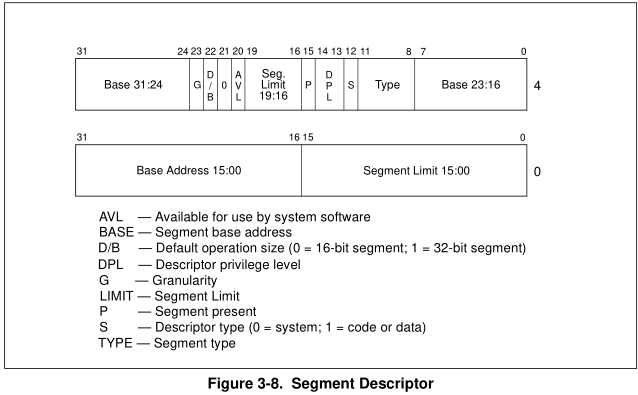 31 24 23 22 21 20 19 16 15 14 13 12 11 8 7 0
Base 31:24 G D/B 0 AVL Seg. Limit 19:16 P DPL S Type Base 23:16 4
31 16 15 0
Base Address 15:00 Segment Limit 15:00 0
AVL — Available for use by system software
BASE — Segment base address
D/B — Default operation size (0 = 16-bit segment; 1 = 32-bit segment)
DPL — Descriptor privilege level
G — Granularity
LIMIT — Segment Limit
P — Segment present
S — Descriptor type (0 = system; 1 = code or data)
TYPE — Segment type
Figure 3-8. Segment Descriptor